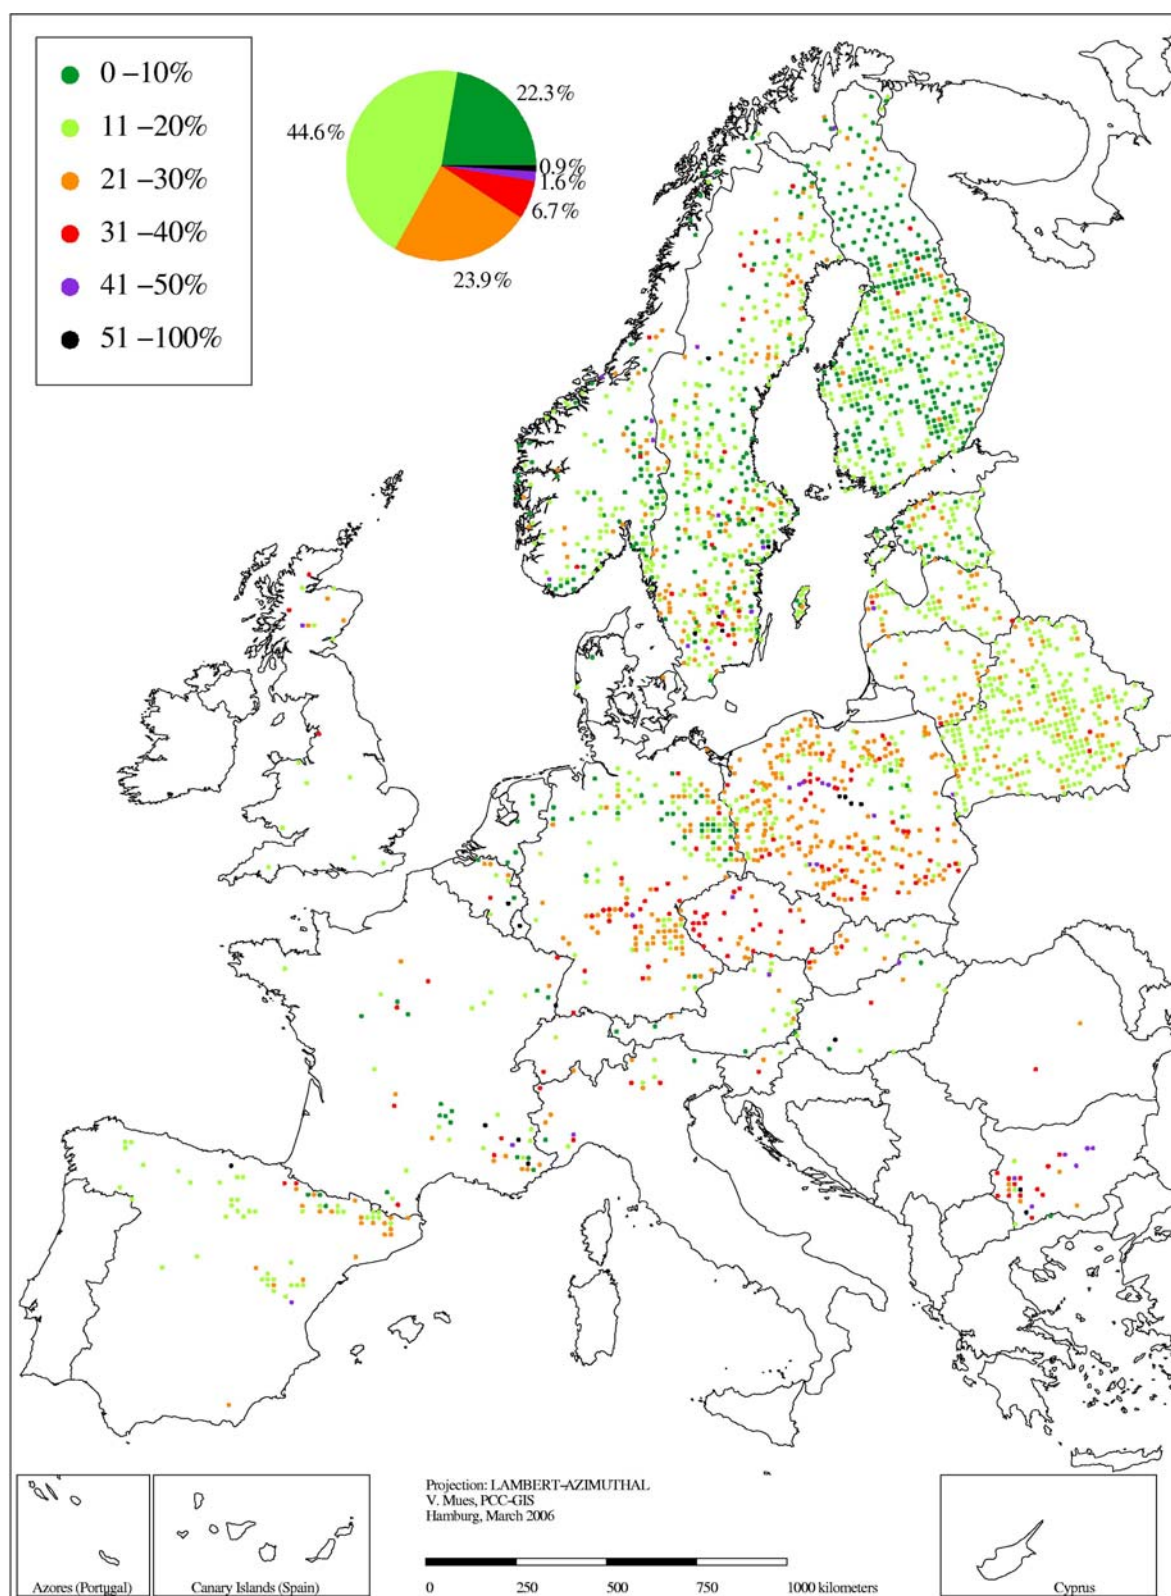 0 –10%
11 –20%
21 –30%
31 –40%
41 –50%
51 –100%
22.3%
44.6%
0.9%
1.6%
6.7%
23.9%
Projection: LAMBERT–AZIMUTHAL
V. Mues, PCC-GIS
Hamburg, March 2006
0 250 500 750 1000 kilometers
Azores (Portugal)
Canary Islands (Spain)
Cyprus